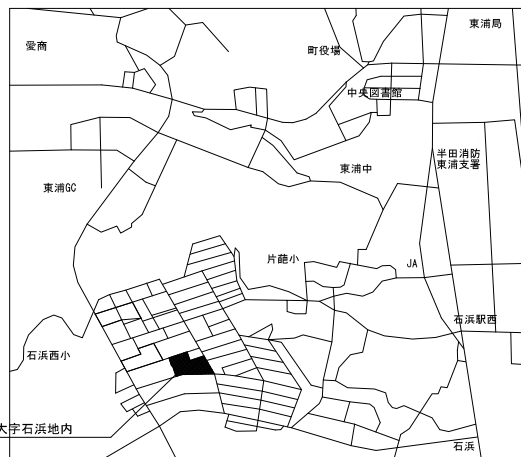 東浦局
愛商
町役場
中央図書館
半田消防
東浦支署
東浦中
東浦GC
片葩小
JA
石浜駅西
石浜西小
大字石浜地内
石浜